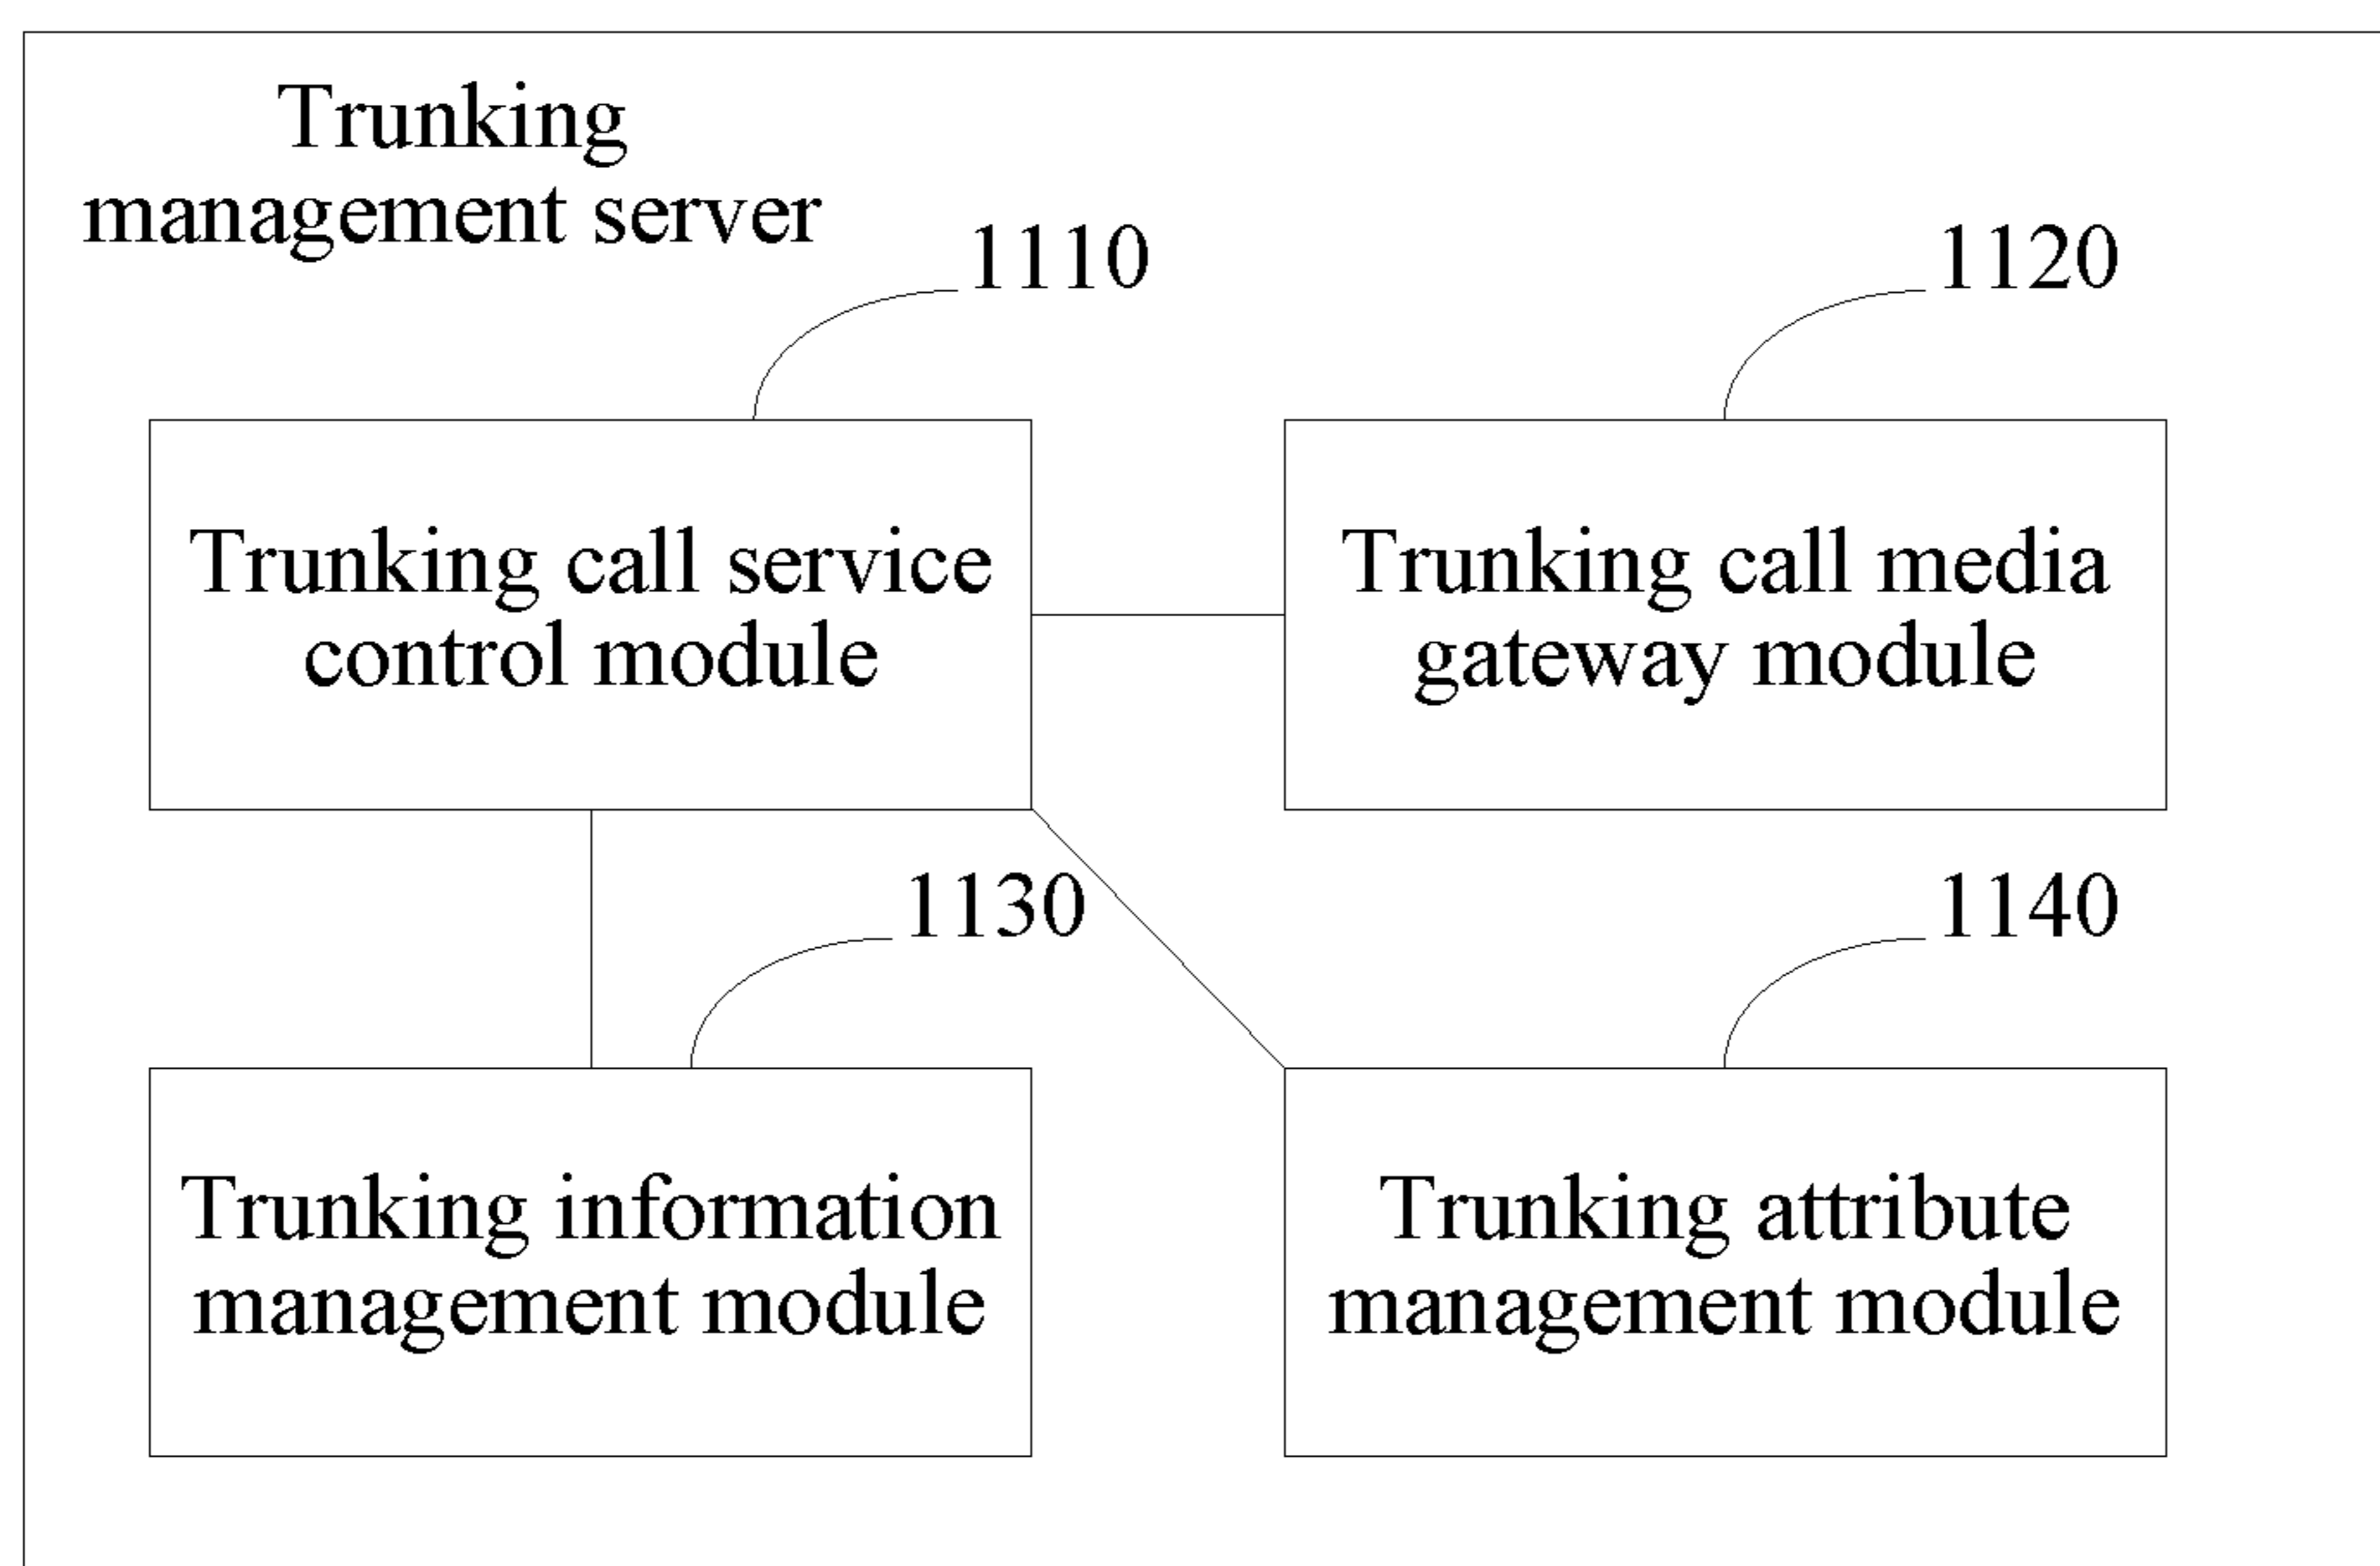 Trunking
management server
1110
1120
Trunking call service
control module
Trunking call media
gateway module
1130
1140
Trunking information
management module
Trunking attribute
management module